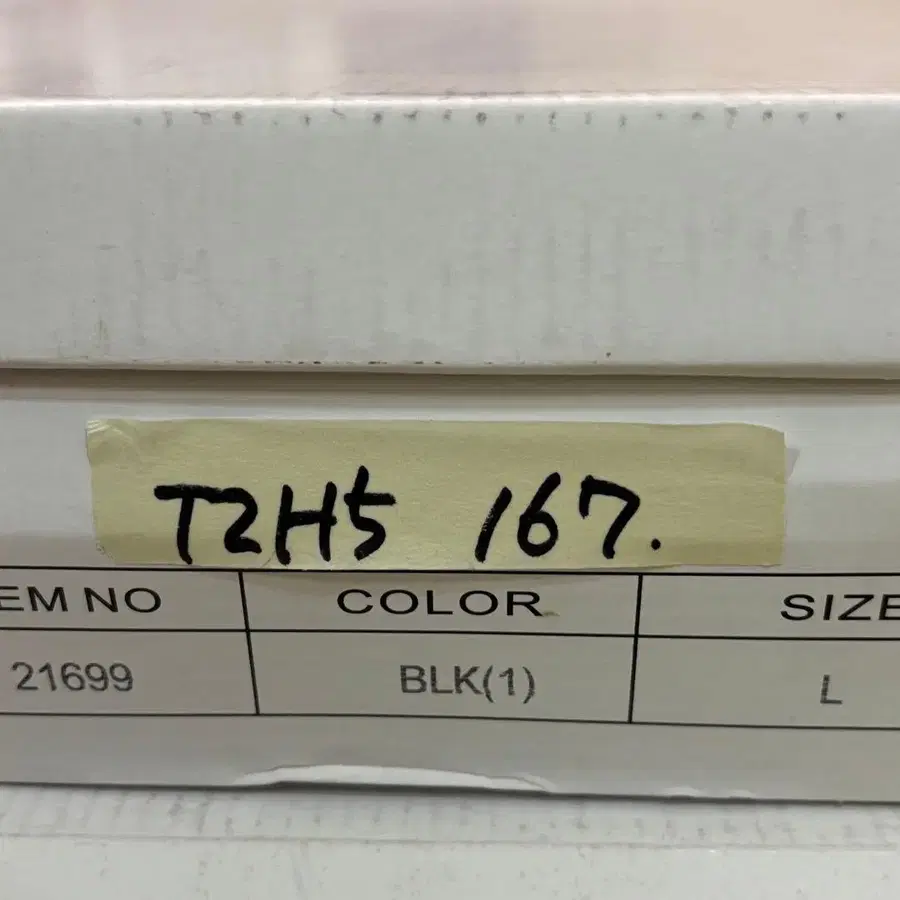 T2H5 167.
EM NO COLOR SIZE
21699 BLK(1) L